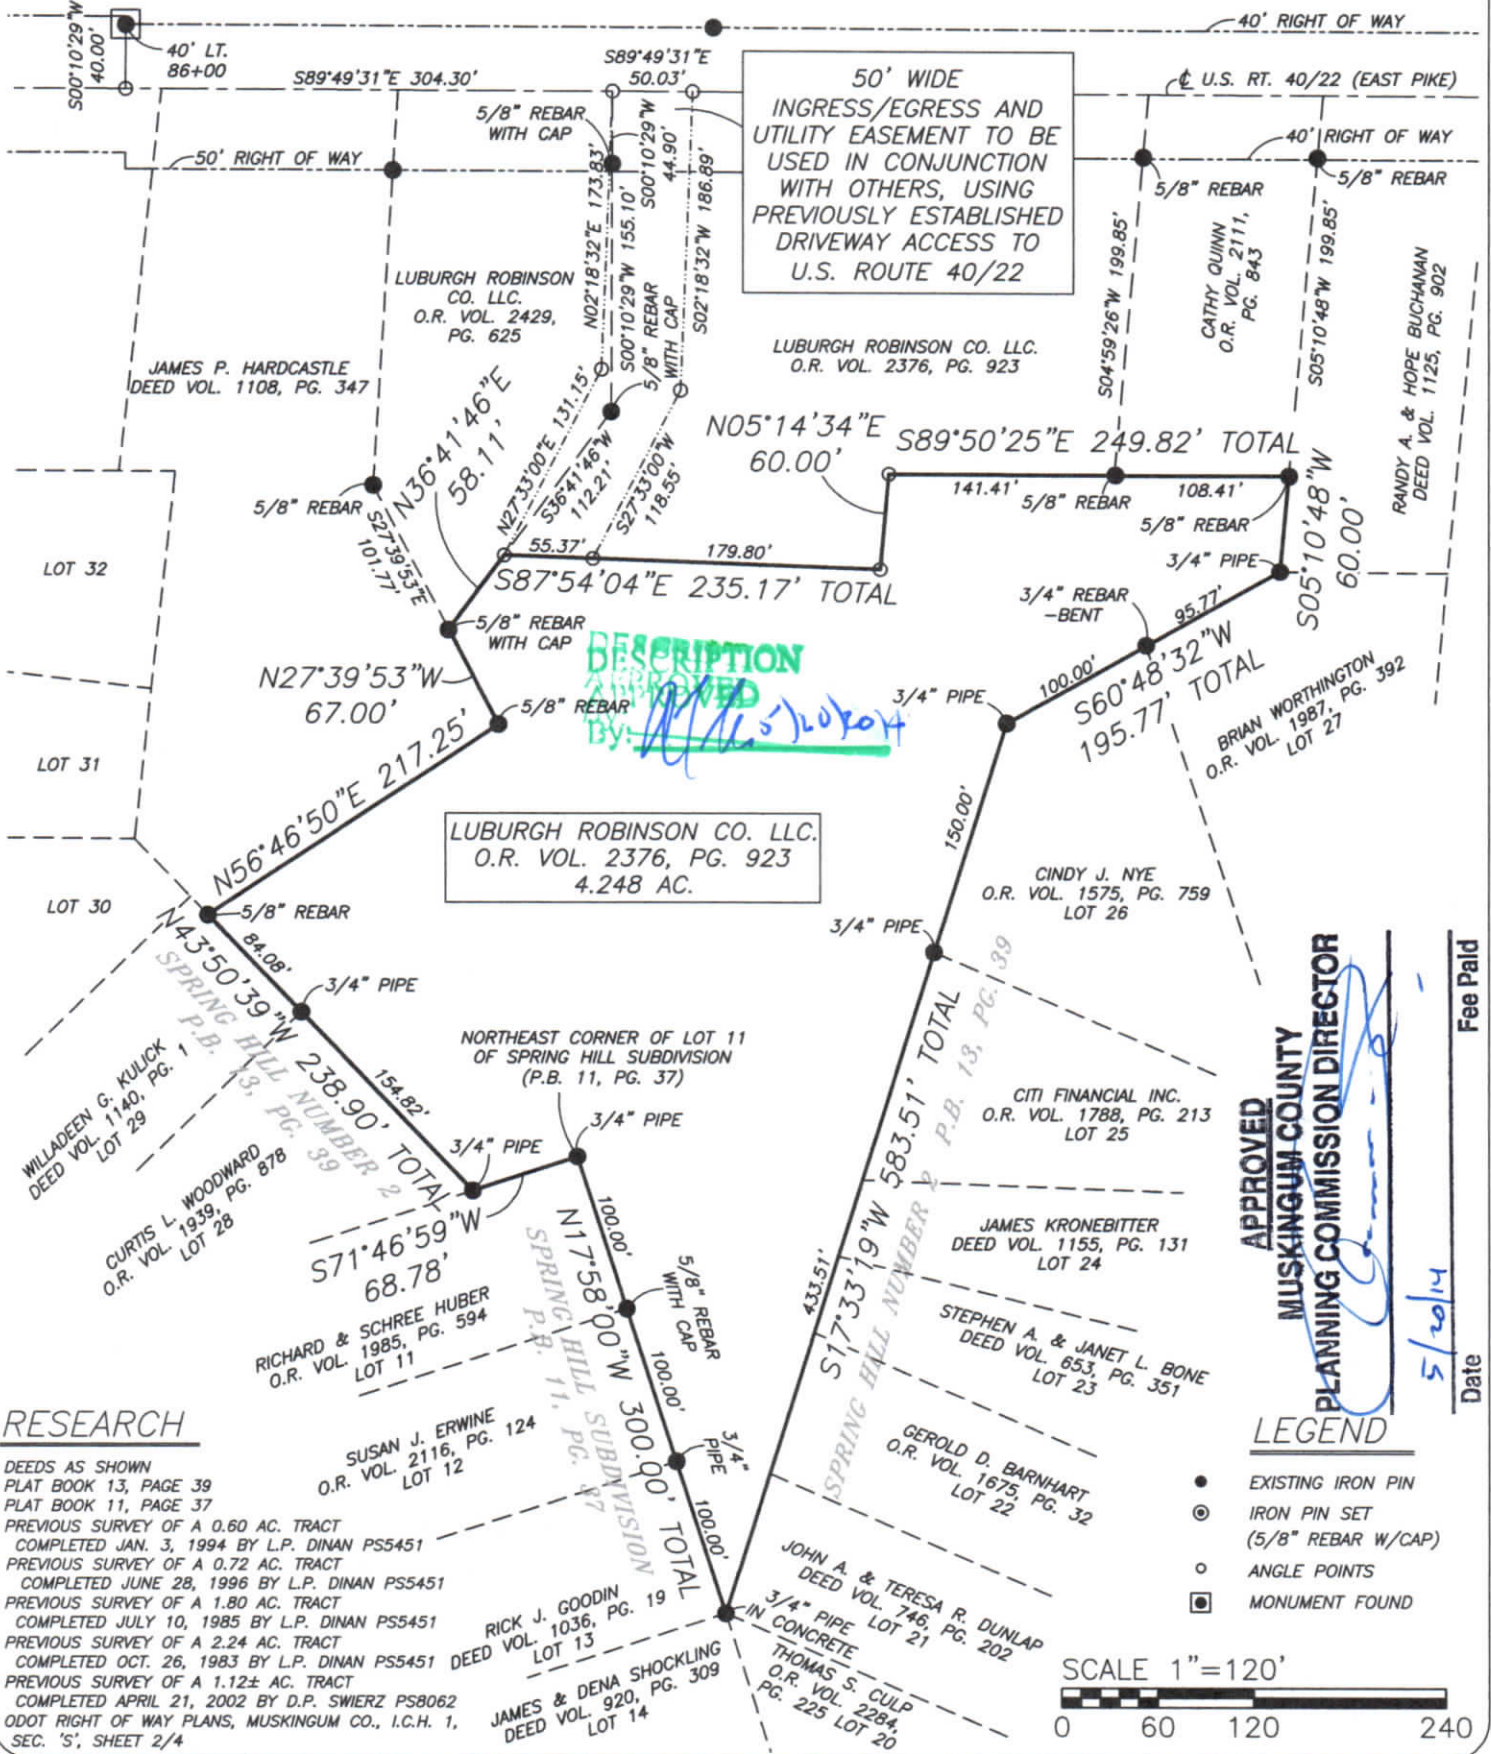 40' RIGHT OF WAY
S00°10'29"W
40.00'
40' LT.
86+00
S89°49'31"E 304.30'
S89°49'31"E
50.03'
5/8" REBAR
WITH CAP
50' WIDE
INGRESS/EGRESS AND
UTILITY EASEMENT TO BE
USED IN CONJUNCTION
WITH OTHERS, USING
PREVIOUSLY ESTABLISHED
DRIVEWAY ACCESS TO
U.S. ROUTE 40/22
℄ U.S. RT. 40/22 (EAST PIKE)
40' RIGHT OF WAY
50' RIGHT OF WAY
5/8" REBAR
5/8" REBAR
N02°18'32"E 173.83'
S00°10'29"W 155.10'
S00°10'29"W
44.90'
S02°18'32"W 186.89'
5/8" REBAR
WITH CAP
S04°59'26"W 199.85'
CATHY QUINN
O.R. VOL. 2111,
PG. 843
S05°10'48"W 199.85'
RANDY A. & HOPE BUCHANAN
DEED VOL. 1125, PG. 902
LUBURGH ROBINSON
CO. LLC.
O.R. VOL. 2429,
PG. 625
JAMES P. HARDCASTLE
DEED VOL. 1108, PG. 347
LUBURGH ROBINSON CO. LLC.
O.R. VOL. 2376, PG. 923
N36°41'46"E
58.11'
N27°33'00"E 131.15'
S36°41'46"W
112.21'
S27°33'00"W
118.55'
N05°14'34"E
60.00'
S89°50'25"E 249.82' TOTAL
141.41'
5/8" REBAR
108.41'
5/8" REBAR
S05°10'48"W
60.00'
5/8" REBAR
S27°39'53"E
101.77'
LOT 32
55.37'
179.80'
S87°54'04"E 235.17' TOTAL
3/4" PIPE
3/4" REBAR
-BENT
95.77'
100.00'
S60°48'32"W
195.77' TOTAL
BRIAN WORTHINGTON
O.R. VOL. 1987, PG. 392
LOT 27
5/8" REBAR
WITH CAP
DESCRIPTION
APPROVED
By:
5/20/2014
N27°39'53"W
67.00'
5/8" REBAR
3/4" PIPE
LOT 31
N56°46'50"E 217.25'
LUBURGH ROBINSON CO. LLC.
O.R. VOL. 2376, PG. 923
4.248 AC.
150.00'
CINDY J. NYE
O.R. VOL. 1575, PG. 759
LOT 26
LOT 30
5/8" REBAR
3/4" PIPE
84.08'
N43°50'39"W 238.90' TOTAL
SPRING HILL NUMBER 2
P.B. 13, PG. 39
3/4" PIPE
154.82'
NORTHEAST CORNER OF LOT 11
OF SPRING HILL SUBDIVISION
(P.B. 11, PG. 37)
3/4" PIPE
3/4" PIPE
WILLADEEN G. KULICK
DEED VOL. 1140, PG. 1
LOT 29
CURTIS L. WOODWARD
O.R. VOL. 1939, PG. 878
LOT 28
S71°46'59"W
68.78'
RICHARD & SCHREE HUBER
O.R. VOL. 1985, PG. 594
LOT 11
100.00'
N17°58'00"W 300.00' TOTAL
SPRING HILL SUBDIVISION
P.B. 11, PG. 37
5/8" REBAR
WITH CAP
100.00'
3/4"
PIPE
100.00'
433.51'
S17°33'19"W 583.51' TOTAL
SPRING HILL NUMBER 2 P.B. 13, PG. 39
CITI FINANCIAL INC.
O.R. VOL. 1788, PG. 213
LOT 25
JAMES KRONEBITTER
DEED VOL. 1155, PG. 131
LOT 24
STEPHEN A. & JANET L. BONE
DEED VOL. 653, PG. 351
LOT 23
GEROLD D. BARNHART
O.R. VOL. 1675, PG. 32
LOT 22
JOHN A. & TERESA R. DUNLAP
DEED VOL. 746, PG. 202
LOT 21
3/4" PIPE
IN CONCRETE
THOMAS S. CULP
O.R. VOL. 2284,
PG. 225 LOT 20
SUSAN J. ERWINE
O.R. VOL. 2116, PG. 124
LOT 12
RICK J. GOODIN
DEED VOL. 1036, PG. 19
LOT 13
JAMES & DENA SHOCKLING
DEED VOL. 920, PG. 309
LOT 14
APPROVED
MUSKINGUM COUNTY
PLANNING COMMISSION DIRECTOR
5/20/14
Date
Fee Paid
RESEARCH
DEEDS AS SHOWN
PLAT BOOK 13, PAGE 39
PLAT BOOK 11, PAGE 37
PREVIOUS SURVEY OF A 0.60 AC. TRACT
COMPLETED JAN. 3, 1994 BY L.P. DINAN PS5451
PREVIOUS SURVEY OF A 0.72 AC. TRACT
COMPLETED JUNE 28, 1996 BY L.P. DINAN PS5451
PREVIOUS SURVEY OF A 1.80 AC. TRACT
COMPLETED JULY 10, 1985 BY L.P. DINAN PS5451
PREVIOUS SURVEY OF A 2.24 AC. TRACT
COMPLETED OCT. 26, 1983 BY L.P. DINAN PS5451
PREVIOUS SURVEY OF A 1.12± AC. TRACT
COMPLETED APRIL 21, 2002 BY D.P. SWIERZ PS8062
ODOT RIGHT OF WAY PLANS, MUSKINGUM CO., I.C.H. 1,
SEC. 'S', SHEET 2/4
LEGEND
EXISTING IRON PIN
IRON PIN SET
(5/8" REBAR W/CAP)
ANGLE POINTS
MONUMENT FOUND
SCALE 1"=120'
0 60 120 240